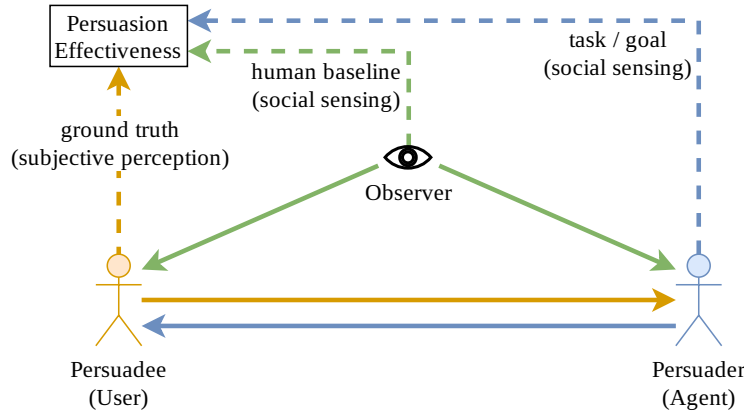 Persuasion
Effectiveness
task / goal
(social sensing)
human baseline
(social sensing)
ground truth
(subjective perception)
Observer
Persuadee
(User)
Persuader
(Agent)